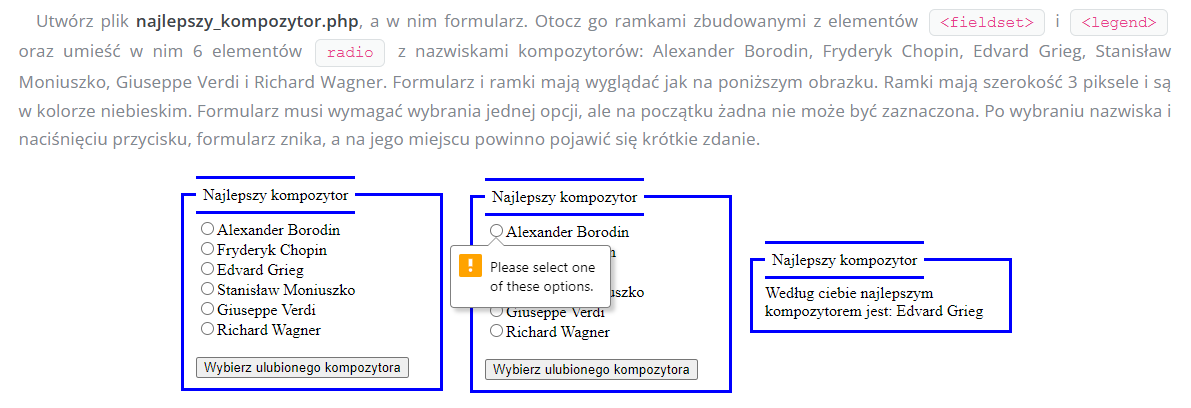 Utwórz plik najlepszy_kompozytor.php, a w nim formularz. Otocz go ramkami zbudowanymi z elementów <fieldset> i <legend>
oraz umieść w nim 6 elementów radio z nazwiskami kompozytorów: Alexander Borodin, Fryderyk Chopin, Edvard Grieg, Stanisław
Moniuszko, Giuseppe Verdi i Richard Wagner. Formularz i ramki mają wyglądać jak na poniższym obrazku. Ramki mają szerokość 3 piksele i są
w kolorze niebieskim. Formularz musi wymagać wybrania jednej opcji, ale na początku żadna nie może być zaznaczona. Po wybraniu nazwiska i
naciśnięciu przycisku, formularz znika, a na jego miejscu powinno pojawić się krótkie zdanie.
Najlepszy kompozytor
Alexander Borodin
Fryderyk Chopin
Edvard Grieg
Stanisław Moniuszko
Giuseppe Verdi
Richard Wagner
Wybierz ulubionego kompozytora
Najlepszy kompozytor
Alexander Borodin
Please select one
of these options.
uszko
Giuseppe Verdi
Richard Wagner
Wybierz ulubionego kompozytora
Najlepszy kompozytor
Według ciebie najlepszym
kompozytorem jest: Edvard Grieg